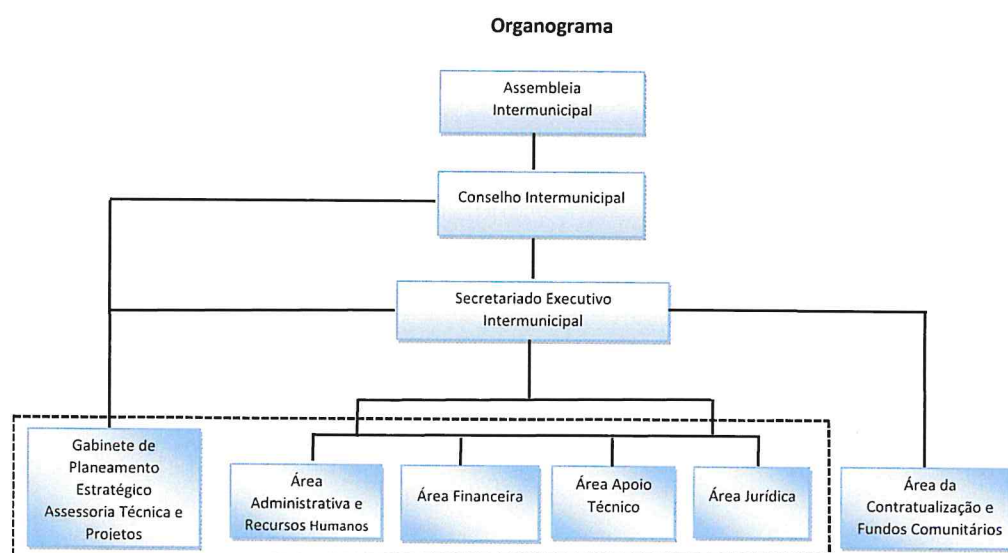 Organograma
Assembleia
Intermunicipal
Conselho Intermunicipal
Secretariado Executivo
Intermunicipal
Gabinete de
Planeamento
Estratégico
Assessoria Técnica e
Projetos
Área
Administrativa e
Recursos Humanos
Área Financeira
Área Apoio
Técnico
Área Jurídica
Área da
Contratualização e
Fundos Comunitários